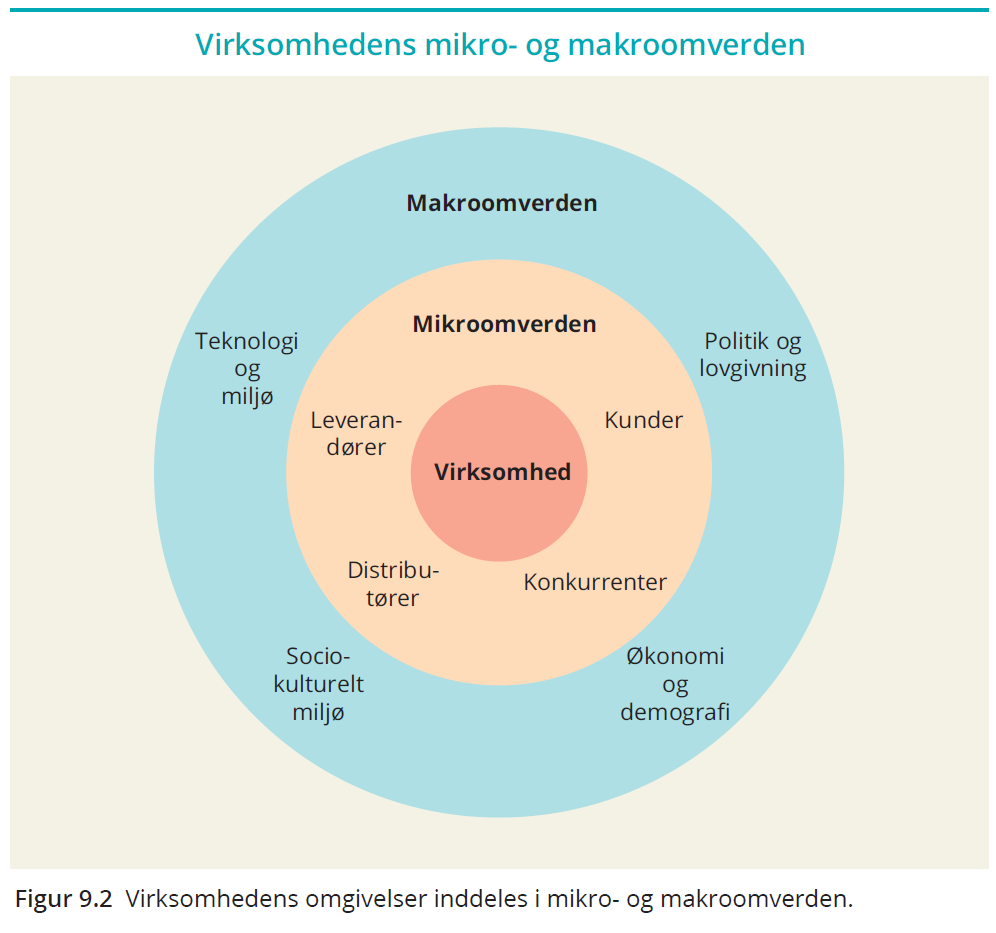 Virksomhedens mikro- og makroomverden
Makroomverden
Mikroomverden
Teknologi
og
miljø
Politik og
lovgivning
Leveran-
dører
Kunder
Virksomhed
Distribu-
tører
Konkurrenter
Socio-
kulturelt
miljø
Økonomi
og
demografi
Figur 9.2 Virksomhedens omgivelser inddeles i mikro- og makroomverden.